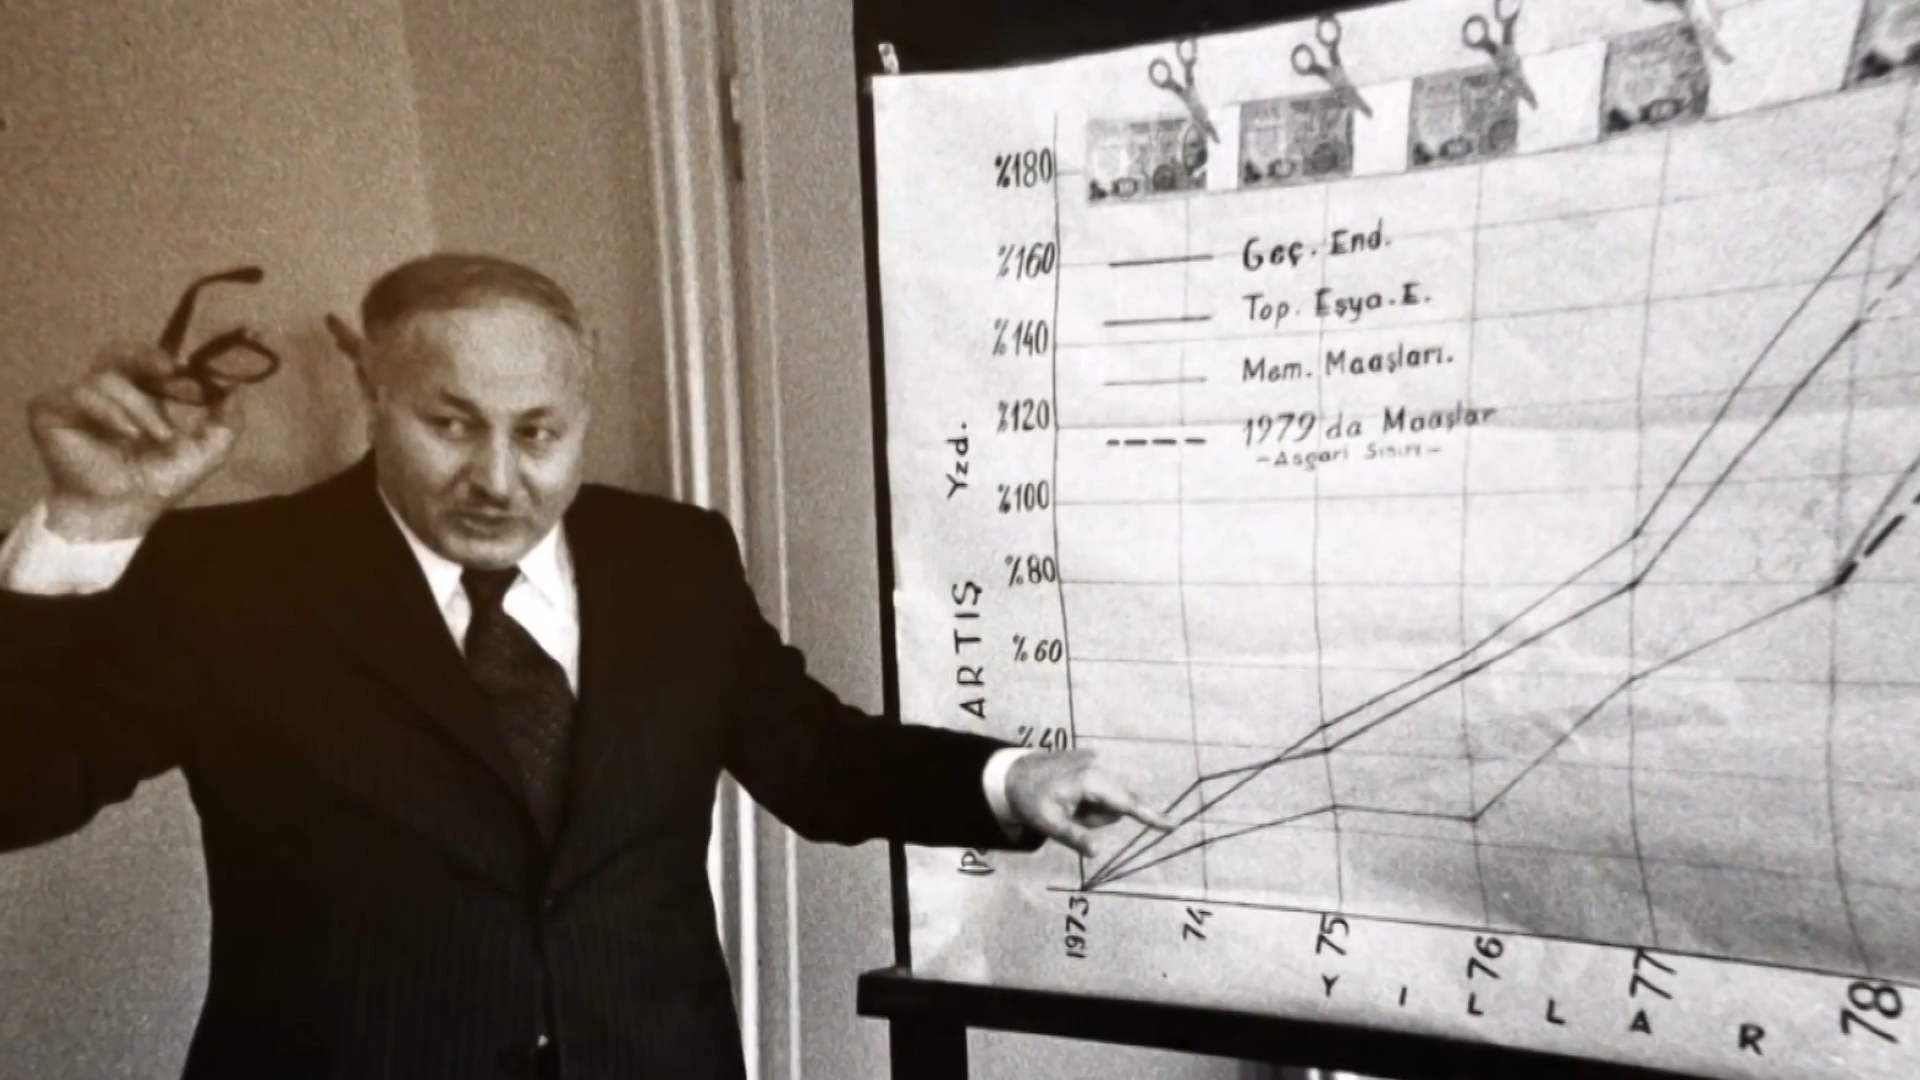 %180
%160
%140
%120
%100
%80
%60
%40
Yzd.
ARTIŞ
Geç. End.
Top. Eşya. E.
Mem. Maaşları.
1979 da Maaşlar
-Asgari Sınırı-
1973
74
75
76
77
78
YILLAR